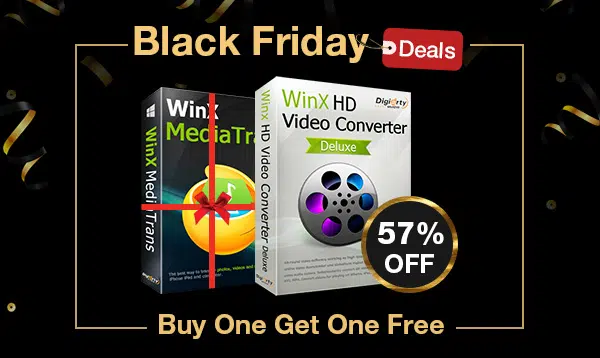 Black Friday
Deals
WinX
MediaTra
WinX MediaTrans
WinX HD
Video Converter
Deluxe
WinX HD Video Converter Deluxe
Digiarty
57%
OFF
Buy One Get One Free